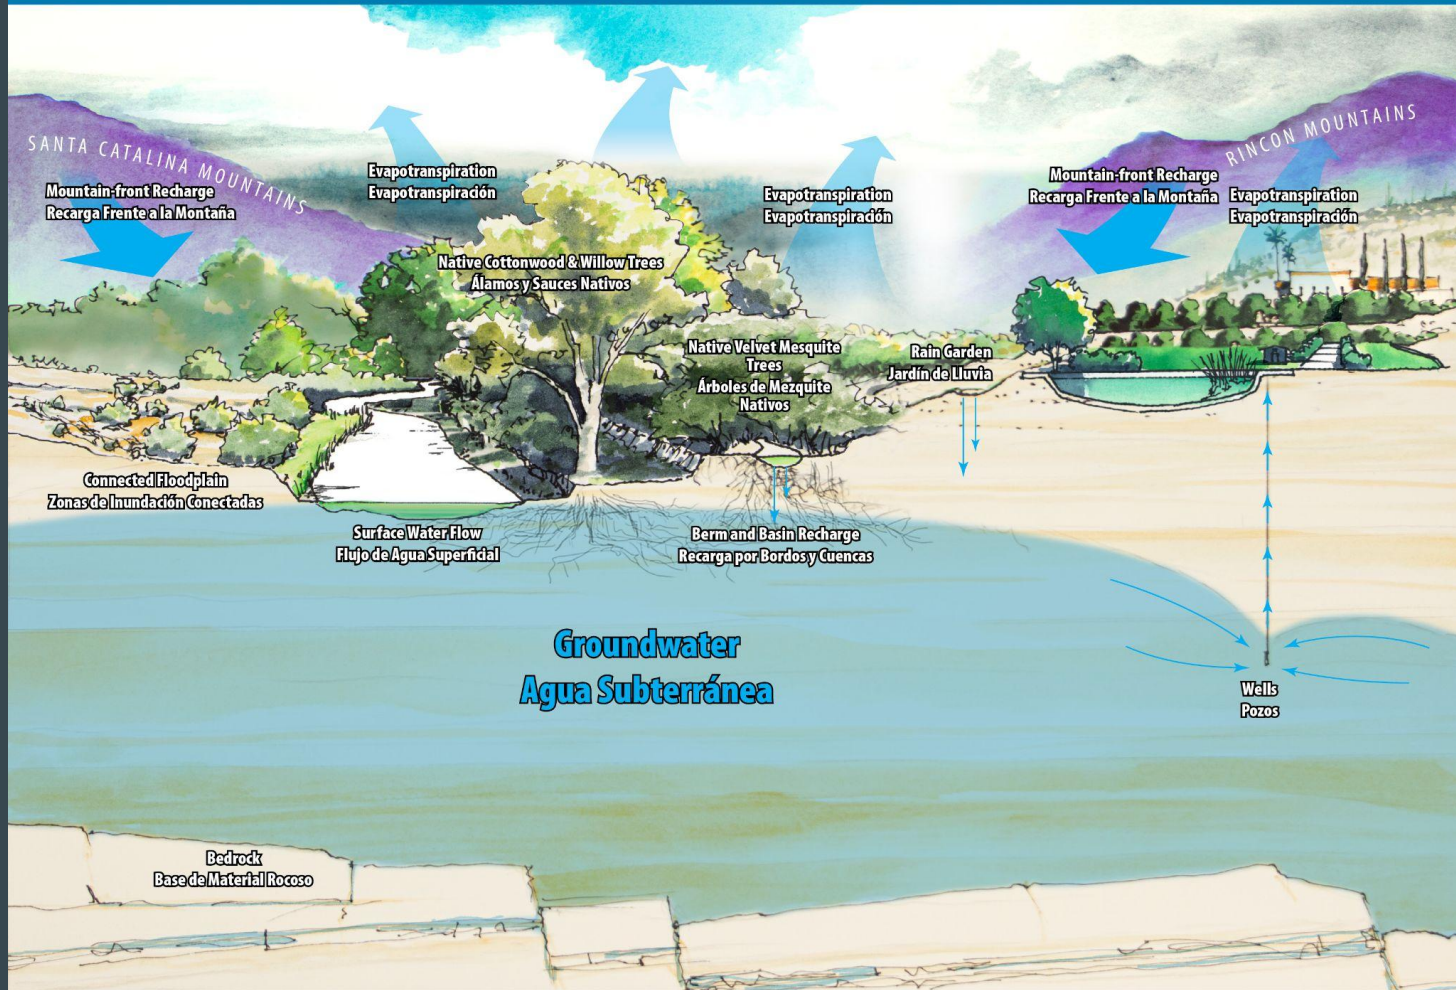 SANTA CATALINA MOUNTAINS
Mountain-front Recharge
Recarga Frente a la Montaña
Evapotranspiration
Evapotranspiración
Evapotranspiration
Evapotranspiración
RINCON MOUNTAINS
Mountain-front Recharge
Recarga Frente a la Montaña
Evapotranspiration
Evapotranspiración
Native Cottonwood & Willow Trees
Álamos y Sauces Nativos
Native Velvet Mesquite
Trees
Árboles de Mezquite
Nativos
Rain Garden
Jardín de Lluvia
Connected Floodplain
Zonas de Inundación Conectadas
Surface Water Flow
Flujo de Agua Superficial
Berm and Basin Recharge
Recarga por Bordos y Cuencas
Groundwater
Agua Subterránea
Wells
Pozos
Bedrock
Base de Material Rocoso